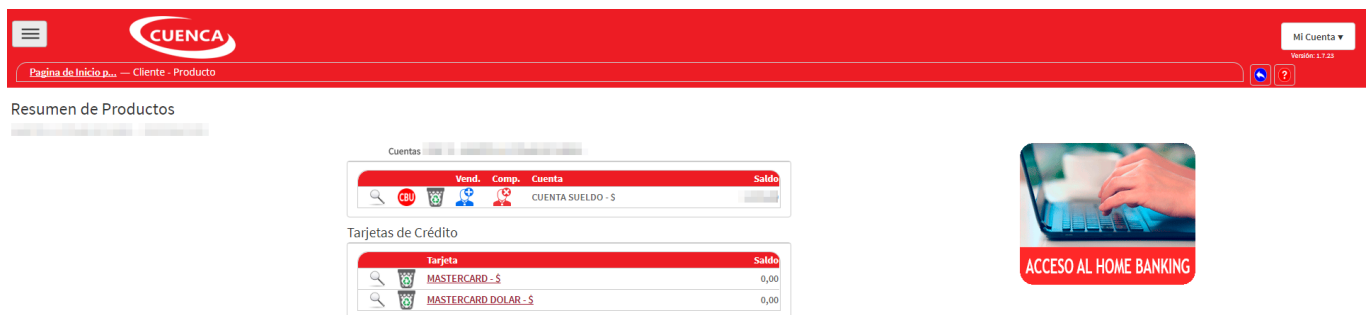 CUENCA
Mi Cuenta ▾
Versión: 1.7.23
Pagina de Inicio p... — Cliente - Producto
?
Resumen de Productos
Cuentas
Vend. Comp. Cuenta Saldo
CBU CUENTA SUELDO - $
Tarjetas de Crédito
Tarjeta Saldo
MASTERCARD - $ 0,00
MASTERCARD DOLAR - $ 0,00
ACCESO AL HOME BANKING